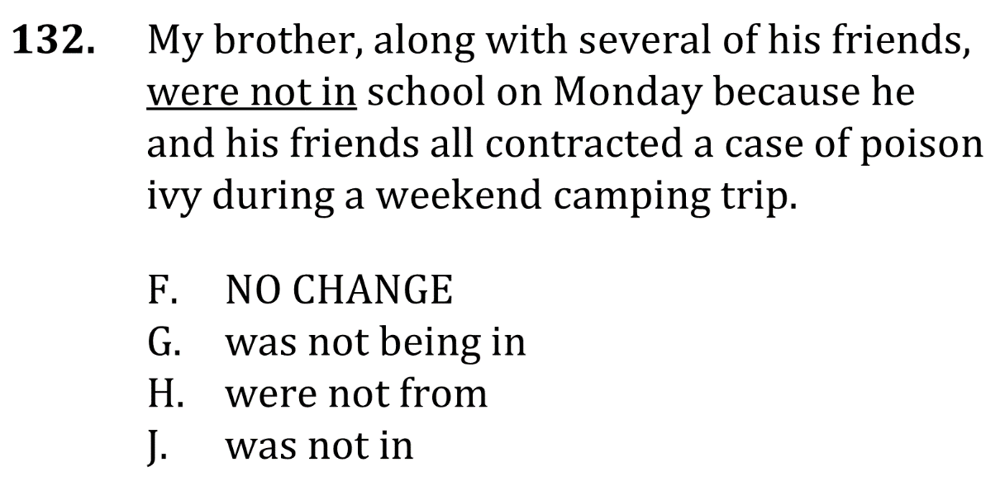 132. My brother, along with several of his friends,
were not in school on Monday because he
and his friends all contracted a case of poison
ivy during a weekend camping trip.
F. NO CHANGE
G. was not being in
H. were not from
J. was not in